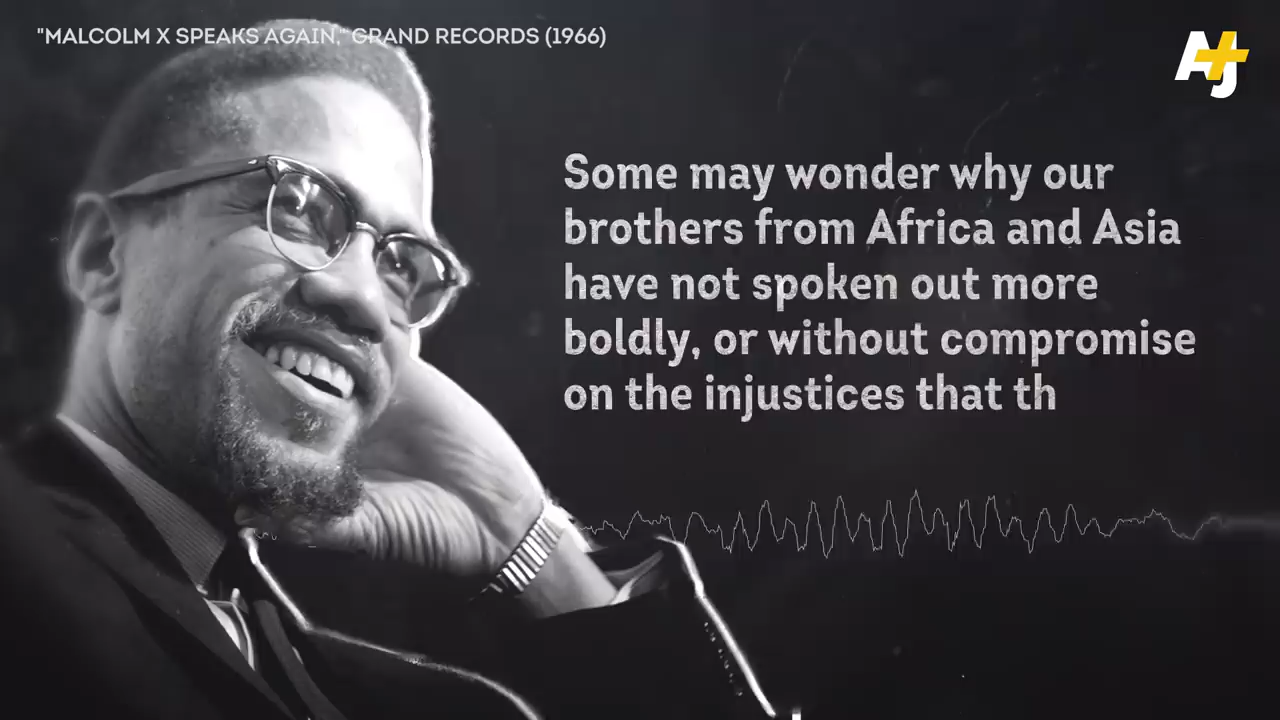 "MALCOLM X SPEAKS AGAIN," GRAND RECORDS (1966)
AJ+
Some may wonder why our
brothers from Africa and Asia
have not spoken out more
boldly, or without compromise
on the injustices that th